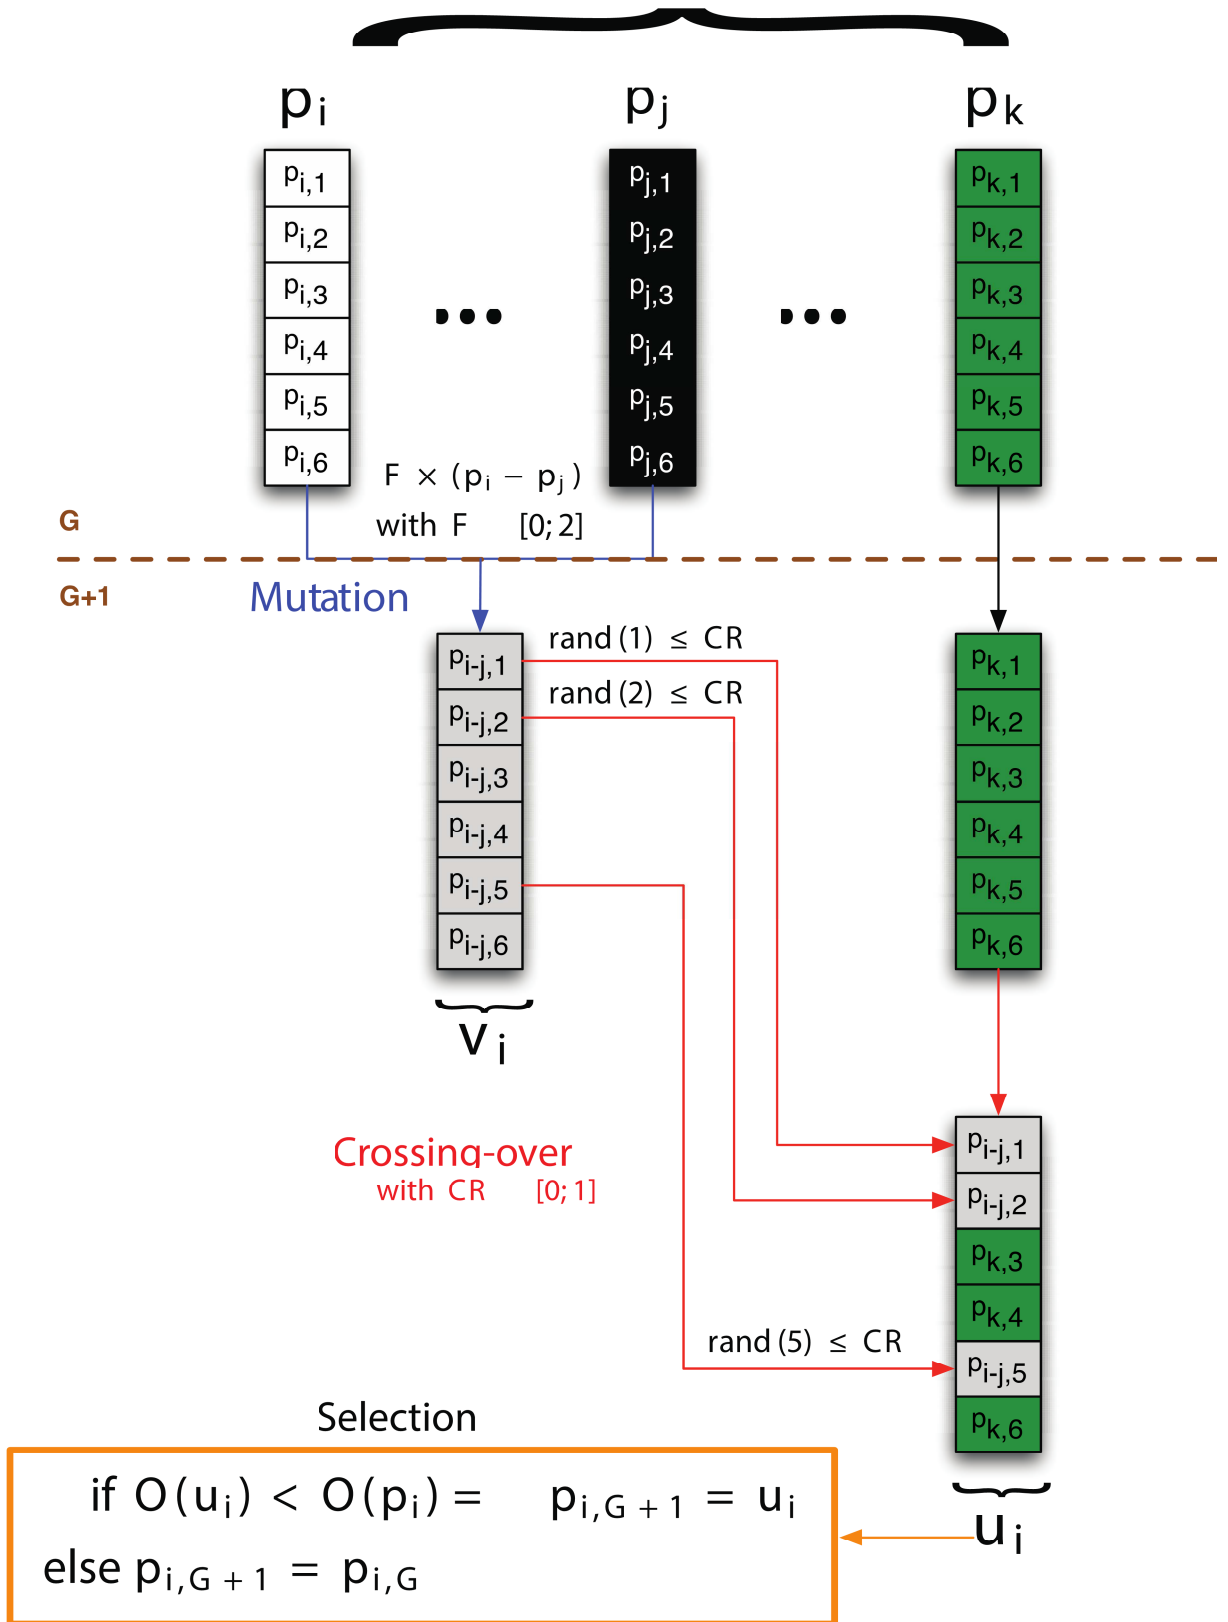 p i p j p k
p i,1 p j,1 p k,1
p i,2 p j,2 p k,2
p i,3 p j,3 p k,3
p i,4 p j,4 p k,4
p i,5 p j,5 p k,5
p i,6 p j,6 p k,6
F × (p i − p j)
with F [0; 2]
G
G+1
Mutation
rand (1) ≤ CR
rand (2) ≤ CR
p i-j,1 p k,1
p i-j,2 p k,2
p i-j,3 p k,3
p i-j,4 p k,4
p i-j,5 p k,5
p i-j,6 p k,6
v i
Crossing-over
with CR [0; 1]
p i-j,1
p i-j,2
p k,3
p k,4
rand (5) ≤ CR
p i-j,5
p k,6
u i
Selection
if O(u i) < O(p i) = p i,G + 1 = u i
else p i,G + 1 = p i,G